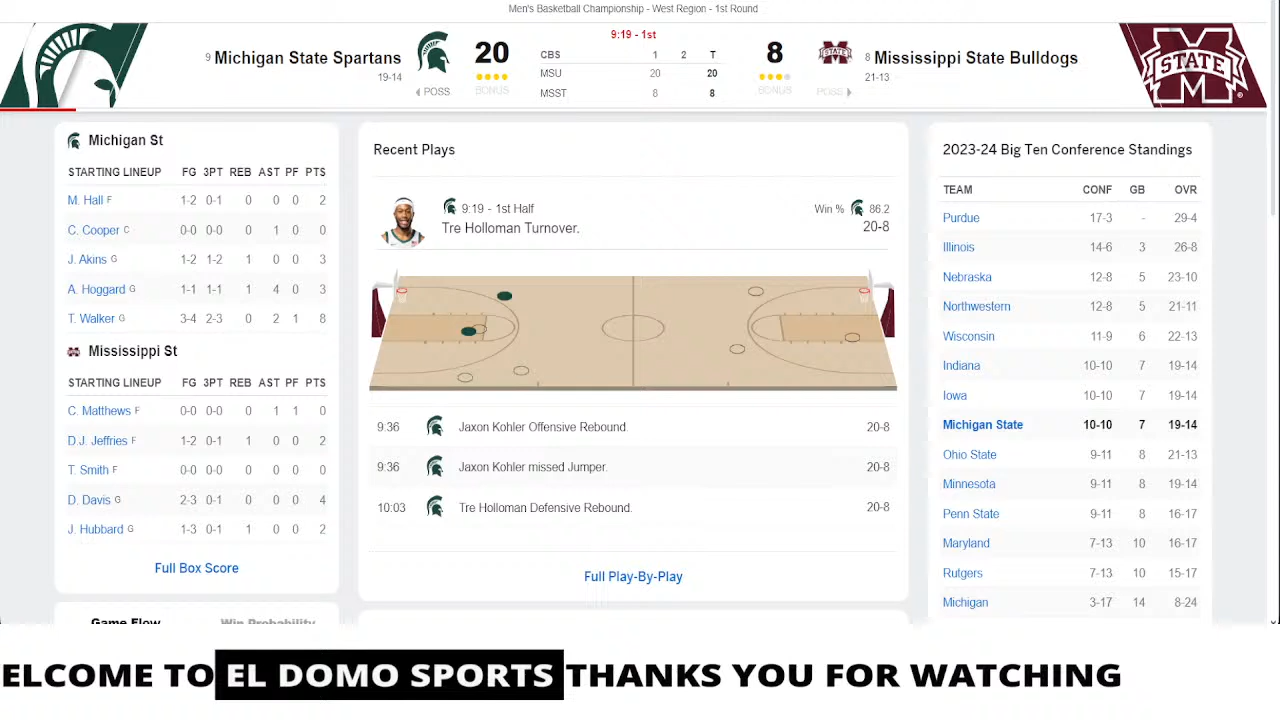 Men's Basketball Championship - West Region - 1st Round
9 Michigan State Spartans
19-14
POSS
20
BONUS
9:19 - 1st
CBS 1 2 T
MSU 20 20
MSST 8 8
8
BONUS
STATE
POSS
8 Mississippi State Bulldogs
21-13
STATE
Michigan St
STARTING LINEUP FG 3PT REB AST PF PTS
M. Hall F 1-2 0-1 0 0 0 2
C. Cooper C 0-0 0-0 0 1 0 0
J. Akins G 1-2 1-2 1 0 0 3
A. Hoggard G 1-1 1-1 1 4 0 3
T. Walker G 3-4 2-3 0 2 1 8
Mississippi St
STARTING LINEUP FG 3PT REB AST PF PTS
C. Matthews F 0-0 0-0 0 1 1 0
D.J. Jeffries F 1-2 0-1 1 0 0 2
T. Smith F 0-0 0-0 0 0 0 0
D. Davis G 2-3 0-1 0 0 0 4
J. Hubbard G 1-3 0-1 1 0 0 2
Full Box Score
Game Flow Win Probability
Recent Plays
9:19 - 1st Half
Tre Holloman Turnover.
Win % 86.2
20-8
9:36 Jaxon Kohler Offensive Rebound. 20-8
9:36 Jaxon Kohler missed Jumper. 20-8
10:03 Tre Holloman Defensive Rebound. 20-8
Full Play-By-Play
2023-24 Big Ten Conference Standings
TEAM CONF GB OVR
Purdue 17-3 - 29-4
Illinois 14-6 3 26-8
Nebraska 12-8 5 23-10
Northwestern 12-8 5 21-11
Wisconsin 11-9 6 22-13
Indiana 10-10 7 19-14
Iowa 10-10 7 19-14
Michigan State 10-10 7 19-14
Ohio State 9-11 8 21-13
Minnesota 9-11 8 19-14
Penn State 9-11 8 16-17
Maryland 7-13 10 16-17
Rutgers 7-13 10 15-17
Michigan 3-17 14 8-24
ELCOME TO EL DOMO SPORTS THANKS YOU FOR WATCHING